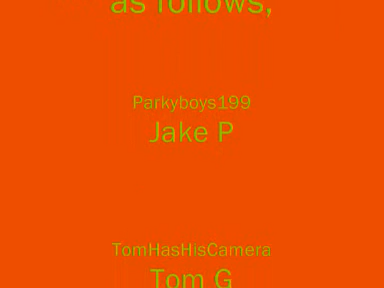 as follows,
Parkyboys199
Jake P
TomHasHisCamera
Tom G